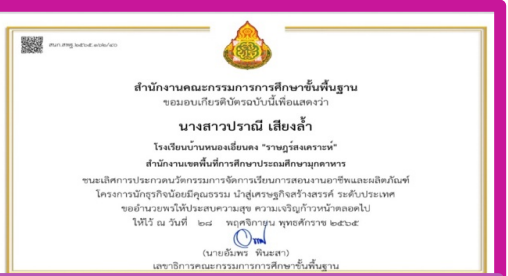 สำนักงานคณะกรรมการการศึกษาขั้นพื้นฐาน
ขอมอบเกียรติบัตรฉบับนี้เพื่อแสดงว่า
นางสาวปราณี เสียงล้ำ
โรงเรียนบ้านหนองเอี่ยนดง "ราษฎร์สงเคราะห์"
สำนักงานเขตพื้นที่การศึกษาประถมศึกษามุกดาหาร
ชนะเลิศการประกวดนวัตกรรมการจัดการเรียนการสอนงานอาชีพและผลิตภัณฑ์
โครงการนักธุรกิจน้อยมีคุณธรรม นำสู่เศรษฐกิจสร้างสรรค์ ระดับประเทศ
ขออำนวยพรให้ประสบความสุข ความเจริญก้าวหน้าตลอดไป
ให้ไว้ ณ วันที่ ๒๘ พฤศจิกายน พุทธศักราช ๒๕๖๕
(นายอัมพร พินะสา)
เลขาธิการคณะกรรมการการศึกษาขั้นพื้นฐาน